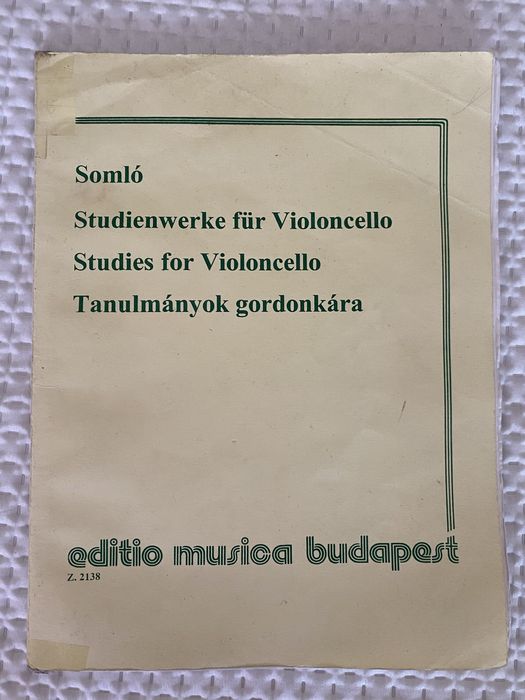 Somló
Studienwerke für Violoncello
Studies for Violoncello
Tanulmányok gordonkára
editio musica budapest
Z. 2138